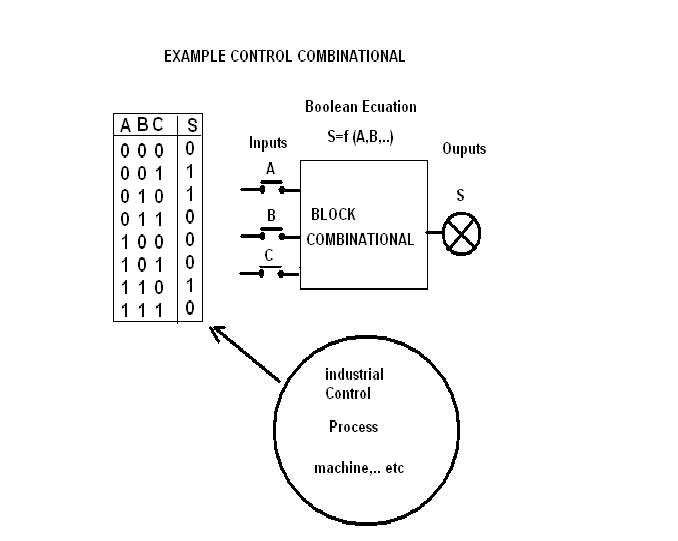 EXAMPLE CONTROL COMBINATIONAL
A B C S
0 0 0 0
0 0 1 1
0 1 0 1
0 1 1 0
1 0 0 0
1 0 1 0
1 1 0 1
1 1 1 0
Boolean Ecuation
S=f (A,B,..)
Inputs
A
B
C
BLOCK
COMBINATIONAL
Ouputs
S
industrial
Control
Process
machine,.. etc